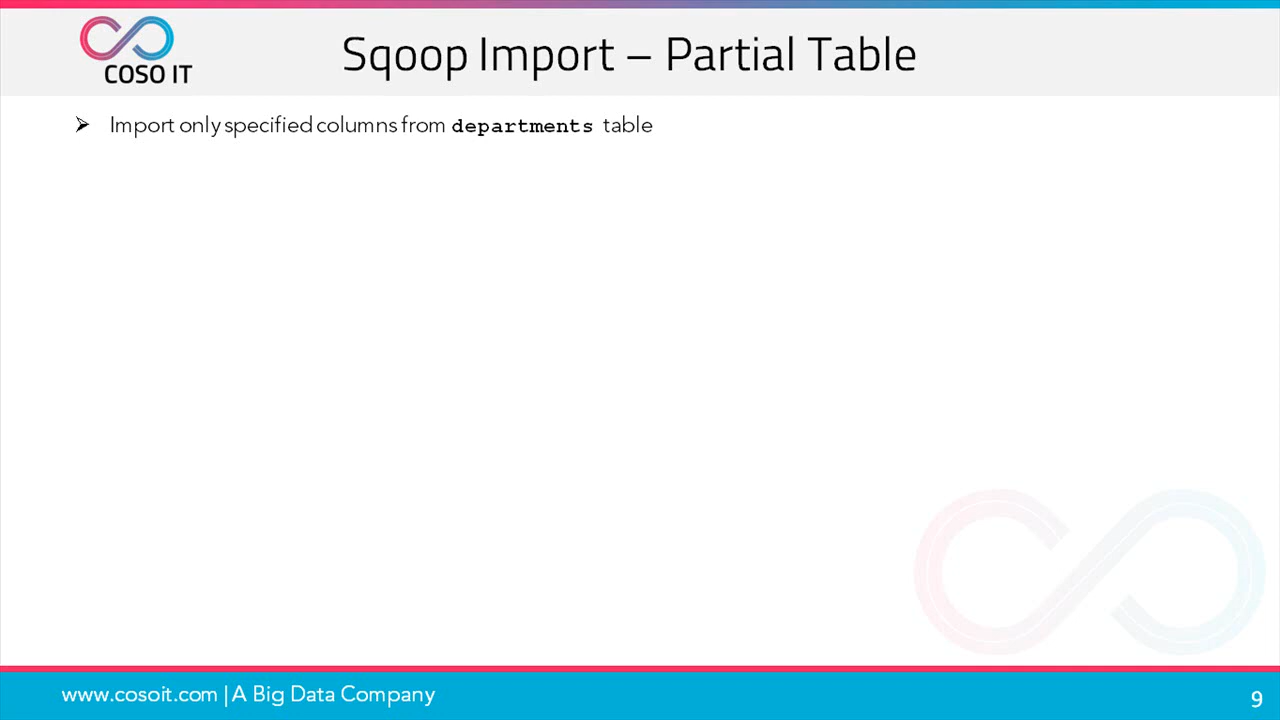 COSO IT
Sqoop Import – Partial Table
➢ Import only specified columns from departments table
www.cosoit.com | A Big Data Company
9